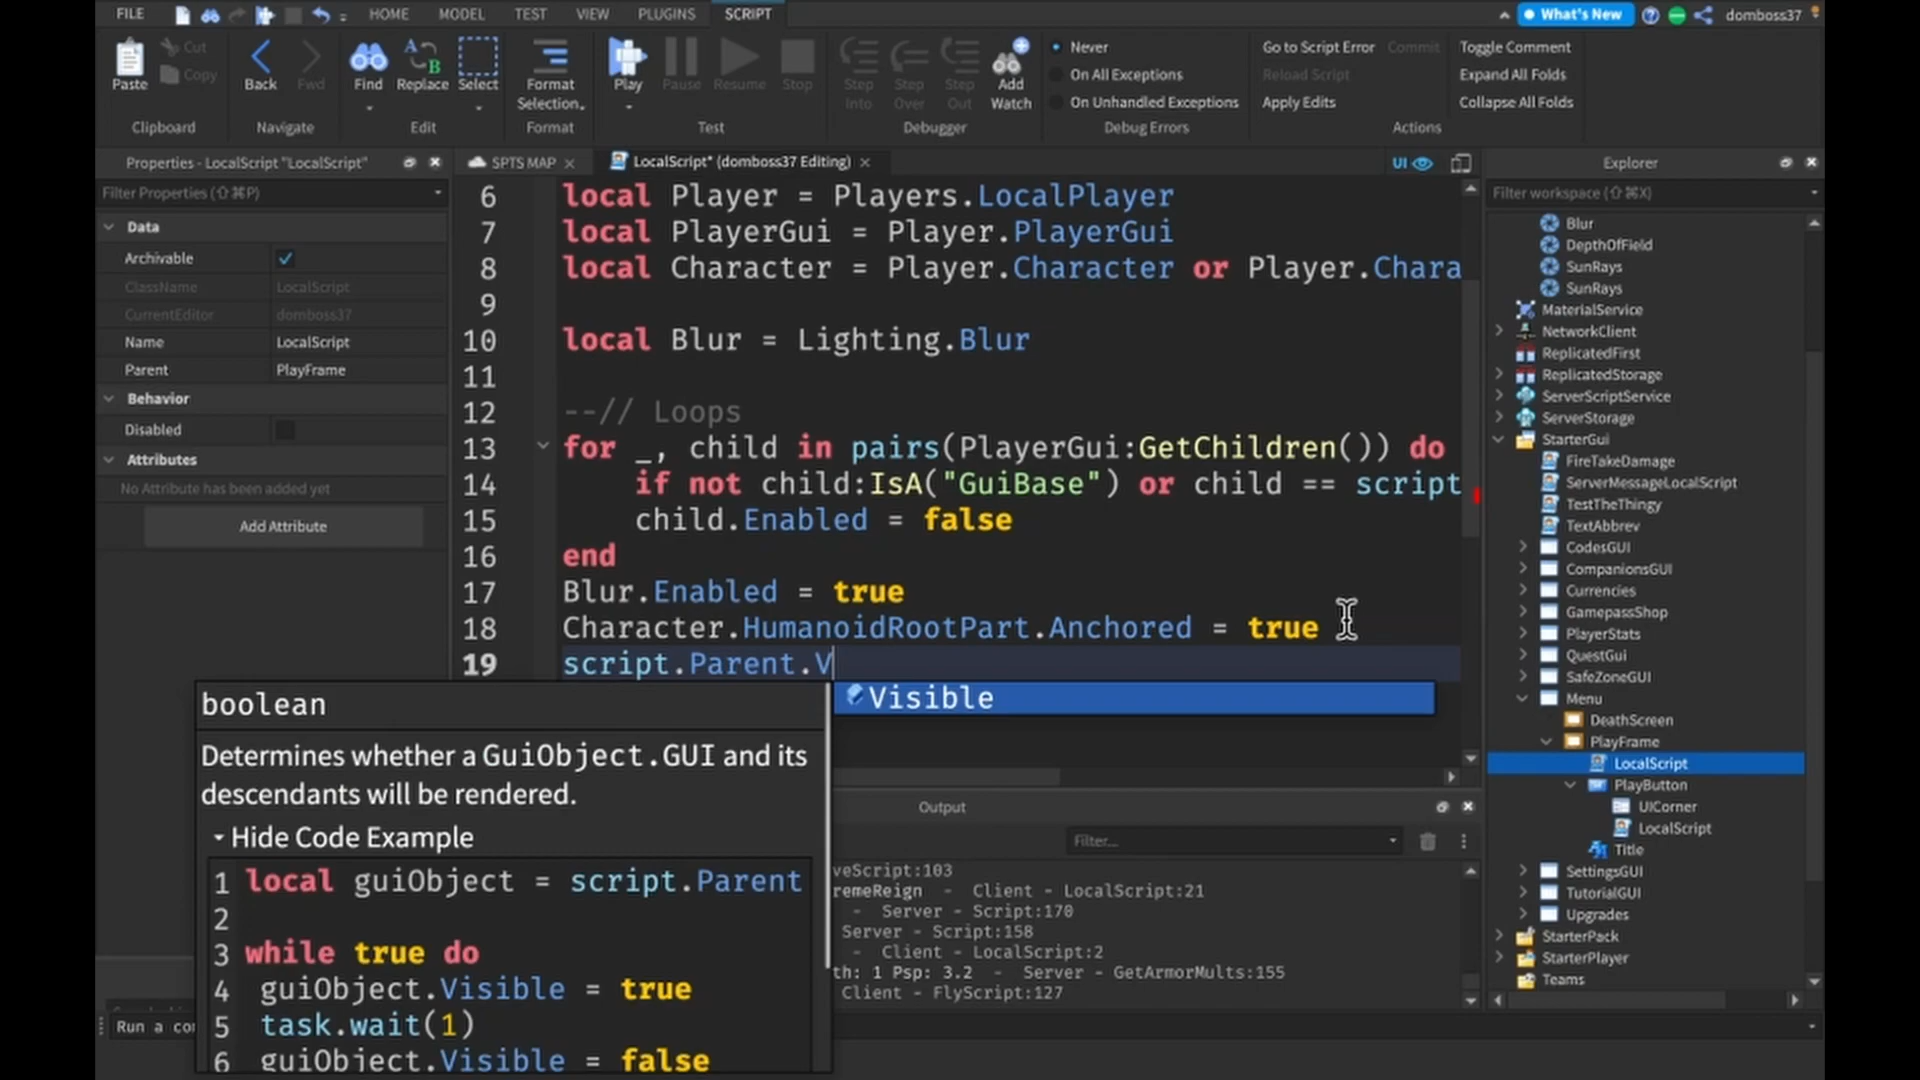 FILE HOME MODEL TEST VIEW PLUGINS SCRIPT What's New domboss37
Paste Cut Copy Back Fwd Find Replace Select Format Selection Play Pause Resume Stop Step Into Step Over Step Out Add Watch
Never
On All Exceptions
On Unhandled Exceptions
Go to Script Error
Reload Script
Apply Edits
Commit
Toggle Comment
Expand All Folds
Collapse All Folds
Clipboard Navigate Edit Format Test Debugger Debug Errors Actions
Properties - LocalScript "LocalScript"
Filter Properties (⇧⌘P)
Data
Archivable
ClassName LocalScript
CurrentEditor domboss37
Name LocalScript
Parent PlayFrame
Behavior
Disabled
Attributes
No Attribute has been added yet
Add Attribute
SPTS MAP LocalScript* (domboss37 Editing) UI
6 local Player = Players.LocalPlayer
7 local PlayerGui = Player.PlayerGui
8 local Character = Player.Character or Player.Chara
9
10 local Blur = Lighting.Blur
11
12 --// Loops
13 for _, child in pairs(PlayerGui:GetChildren()) do
14 if not child:IsA("GuiBase") or child == script
15 child.Enabled = false
16 end
17 Blur.Enabled = true
18 Character.HumanoidRootPart.Anchored = true
19 script.Parent.V
Visible
boolean
Determines whether a GuiObject.GUI and its
descendants will be rendered.
Hide Code Example
1 local guiObject = script.Parent
2
3 while true do
4 guiObject.Visible = true
5 task.wait(1)
6 guiObject.Visible = false
Output
Filter...
veScript:103
remeReign - Client - LocalScript:21
- Server - Script:170
Server - Script:158
- Client - LocalScript:2
th: 1 Psp: 3.2 - Server - GetArmorMults:155
Client - FlyScript:127
Run a co
Explorer
Filter workspace (⇧⌘X)
Blur
DepthOfField
SunRays
SunRays
MaterialService
NetworkClient
ReplicatedFirst
ReplicatedStorage
ServerScriptService
ServerStorage
StarterGui
FireTakeDamage
ServerMessageLocalScript
TestTheThingy
TextAbbrev
CodesGUI
CompanionsGUI
Currencies
GamepassShop
PlayerStats
QuestGui
SafeZoneGUI
Menu
DeathScreen
PlayFrame
LocalScript
PlayButton
UICorner
LocalScript
Title
SettingsGUI
TutorialGUI
Upgrades
StarterPack
StarterPlayer
Teams